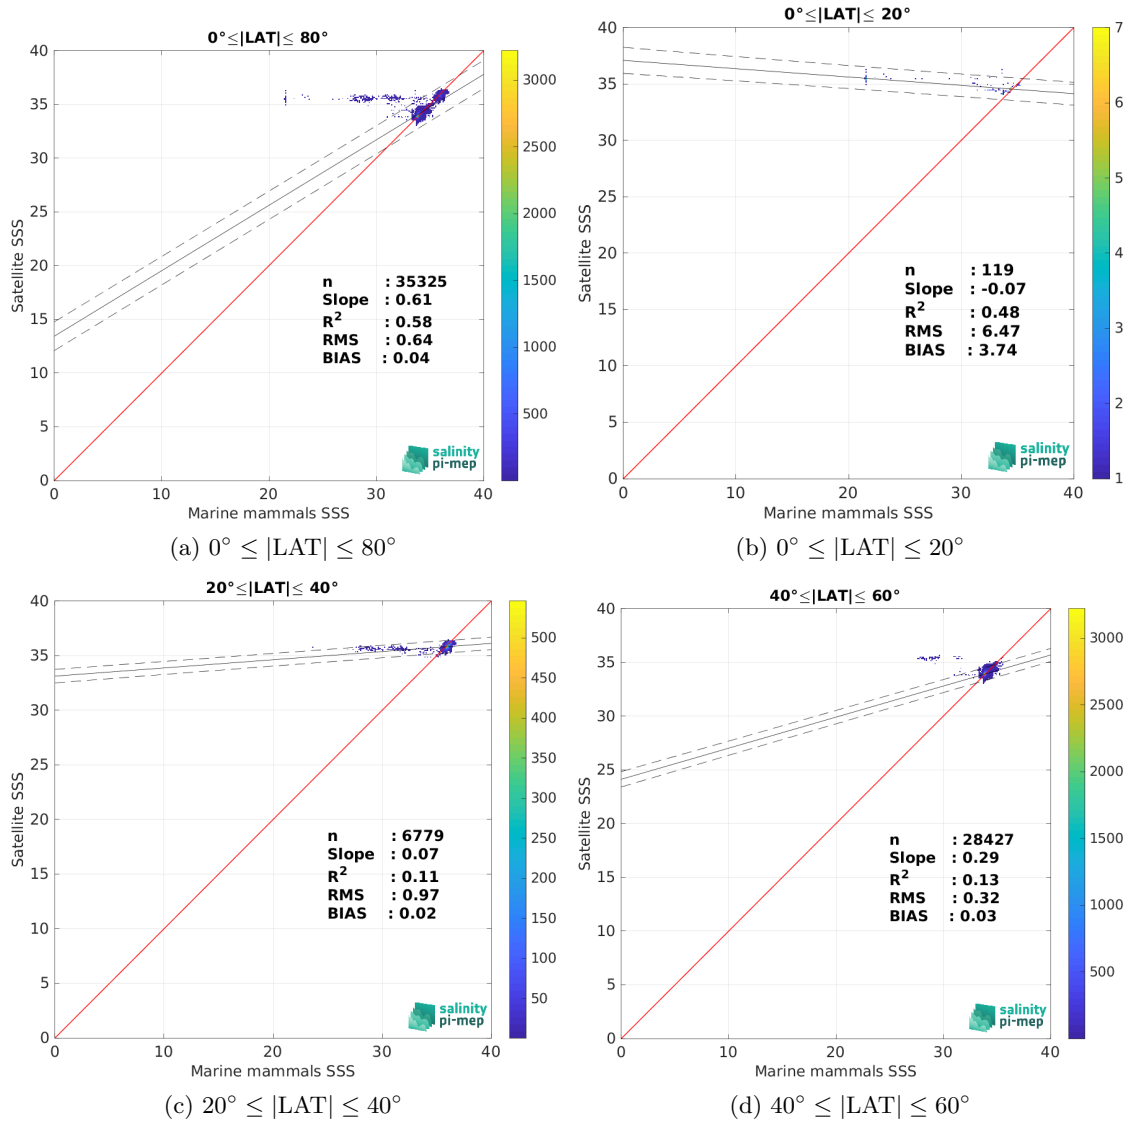 0°≤|LAT|≤ 80°
40
35
30
25
20
15
10
5
0
Satellite SSS
n : 35325
Slope : 0.61
R² : 0.58
RMS : 0.64
BIAS : 0.04
salinity
pi-mep
0 10 20 30 40
Marine mammals SSS
3000
2500
2000
1500
1000
500
(a) 0° ≤ |LAT| ≤ 80°
0°≤|LAT|≤ 20°
40
35
30
25
20
15
10
5
0
Satellite SSS
n : 119
Slope : -0.07
R² : 0.48
RMS : 6.47
BIAS : 3.74
salinity
pi-mep
0 10 20 30 40
Marine mammals SSS
7
6
5
4
3
2
1
(b) 0° ≤ |LAT| ≤ 20°
20°≤|LAT|≤ 40°
40
35
30
25
20
15
10
5
0
Satellite SSS
n : 6779
Slope : 0.07
R² : 0.11
RMS : 0.97
BIAS : 0.02
salinity
pi-mep
0 10 20 30 40
Marine mammals SSS
500
450
400
350
300
250
200
150
100
50
(c) 20° ≤ |LAT| ≤ 40°
40°≤|LAT|≤ 60°
40
35
30
25
20
15
10
5
0
Satellite SSS
n : 28427
Slope : 0.29
R² : 0.13
RMS : 0.32
BIAS : 0.03
salinity
pi-mep
0 10 20 30 40
Marine mammals SSS
3000
2500
2000
1500
1000
500
(d) 40° ≤ |LAT| ≤ 60°